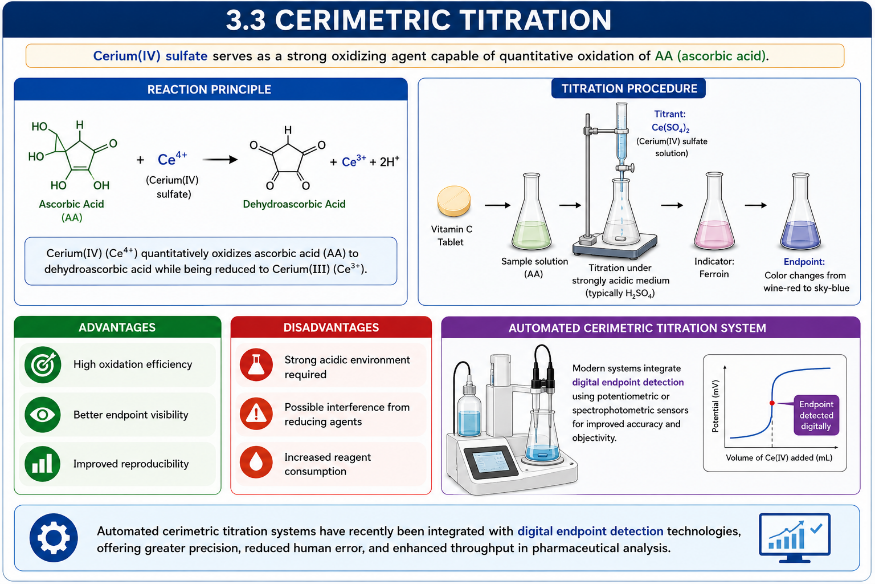 3.3 CERIMETRIC TITRATION
Cerium(IV) sulfate serves as a strong oxidizing agent capable of quantitative oxidation of AA (ascorbic acid).
REACTION PRINCIPLE
HO
H
O
HO
HO
OH
Ascorbic Acid
(AA)
+
Ce⁴⁺
(Cerium(IV)
sulfate)
H
O
O
O
O
Dehydroascorbic Acid
+ Ce³⁺ + 2H⁺
Cerium(IV) (Ce⁴⁺) quantitatively oxidizes ascorbic acid (AA) to
dehydroascorbic acid while being reduced to Cerium(III) (Ce³⁺).
TITRATION PROCEDURE
Titrant:
Ce(SO₄)₂
(Cerium(IV) sulfate
solution)
Vitamin C
Tablet
Sample solution
(AA)
Titration under
strongly acidic medium
(typically H₂SO₄)
Indicator:
Ferroin
Endpoint:
Color changes from
wine-red to sky-blue
ADVANTAGES
High oxidation efficiency
Better endpoint visibility
Improved reproducibility
DISADVANTAGES
Strong acidic environment
required
Possible interference from
reducing agents
Increased reagent
consumption
AUTOMATED CERIMETRIC TITRATION SYSTEM
Modern systems integrate
digital endpoint detection
using potentiometric or
spectrophotometric sensors
for improved accuracy and
objectivity.
Potential (mV)
Endpoint
detected
digitally
Volume of Ce(IV) added (mL)
Automated cerimetric titration systems have recently been integrated with digital endpoint detection technologies,
offering greater precision, reduced human error, and enhanced throughput in pharmaceutical analysis.